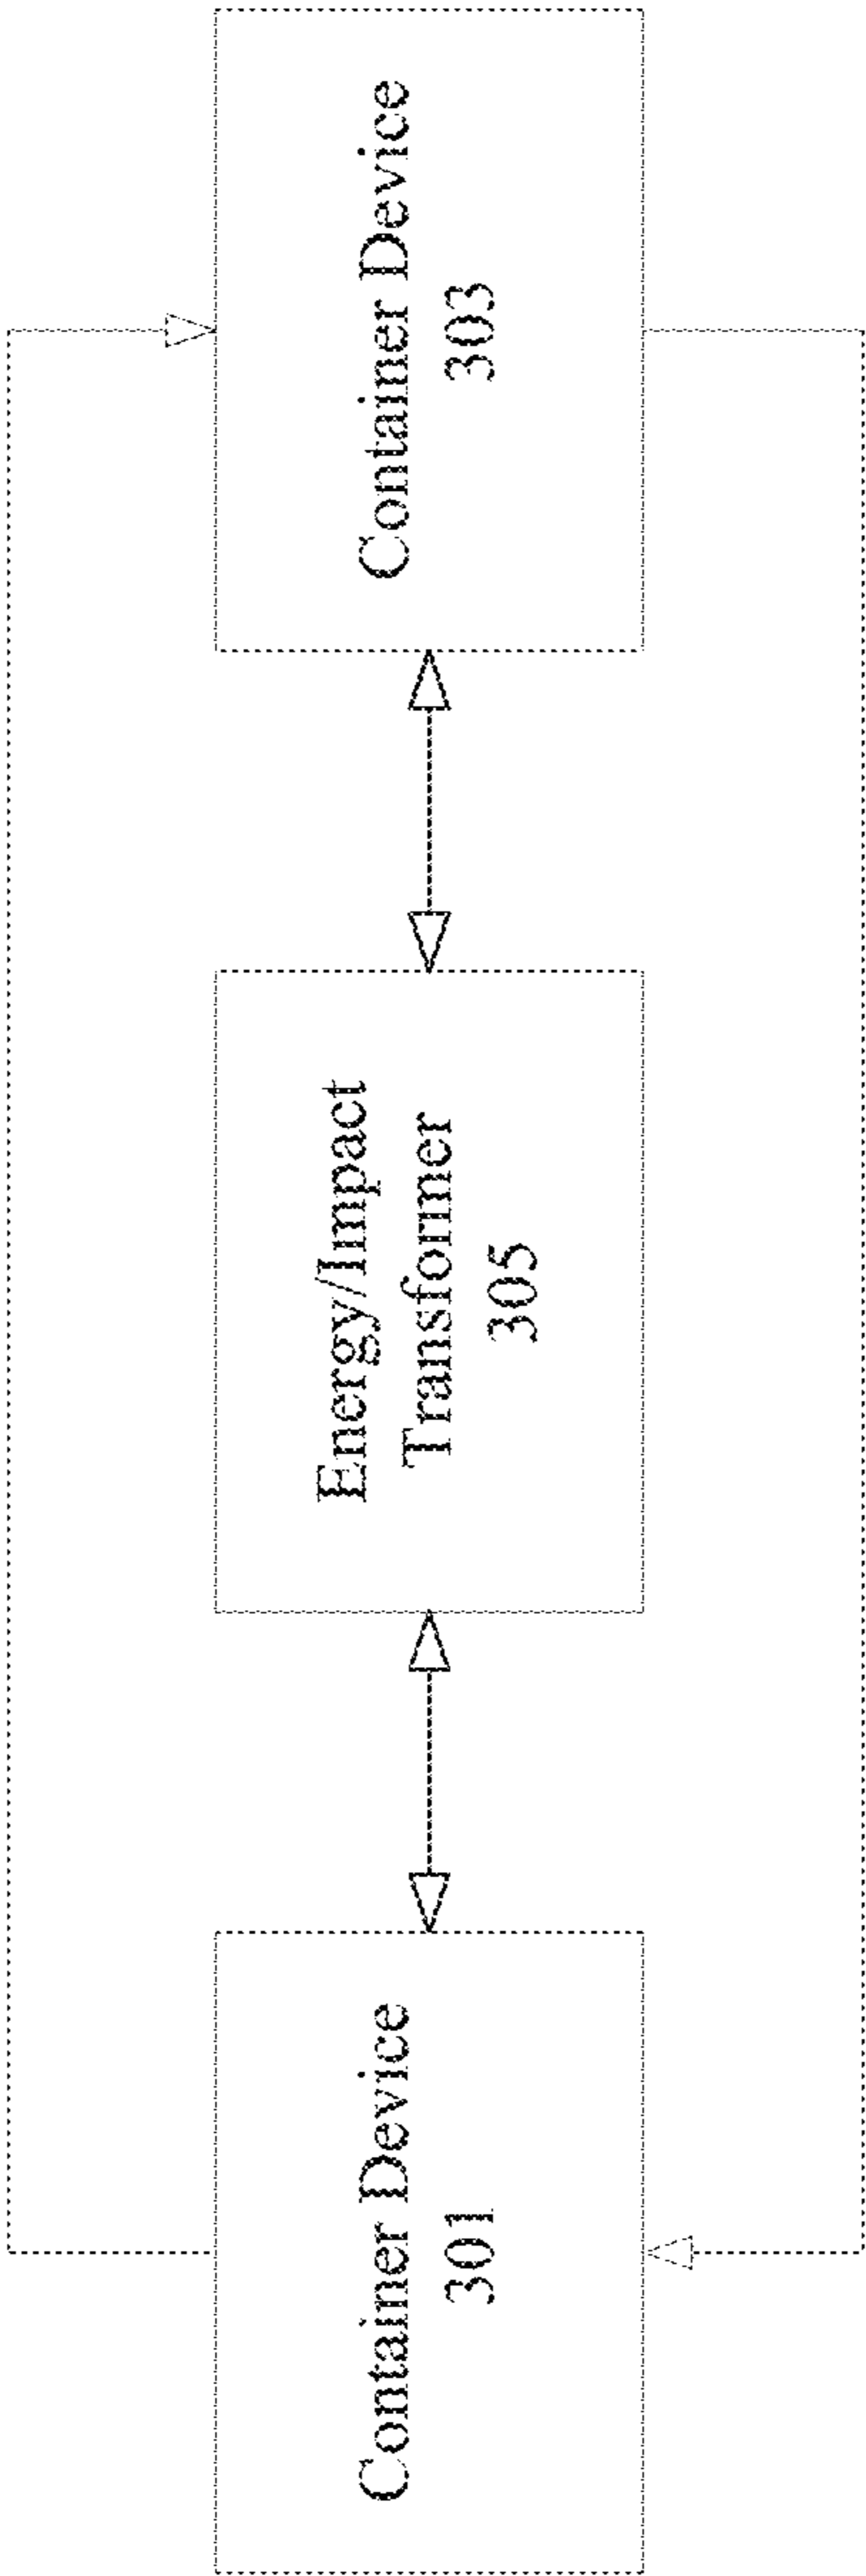 Container Device
301
Energy/Impact
Transformer
305
Container Device
303